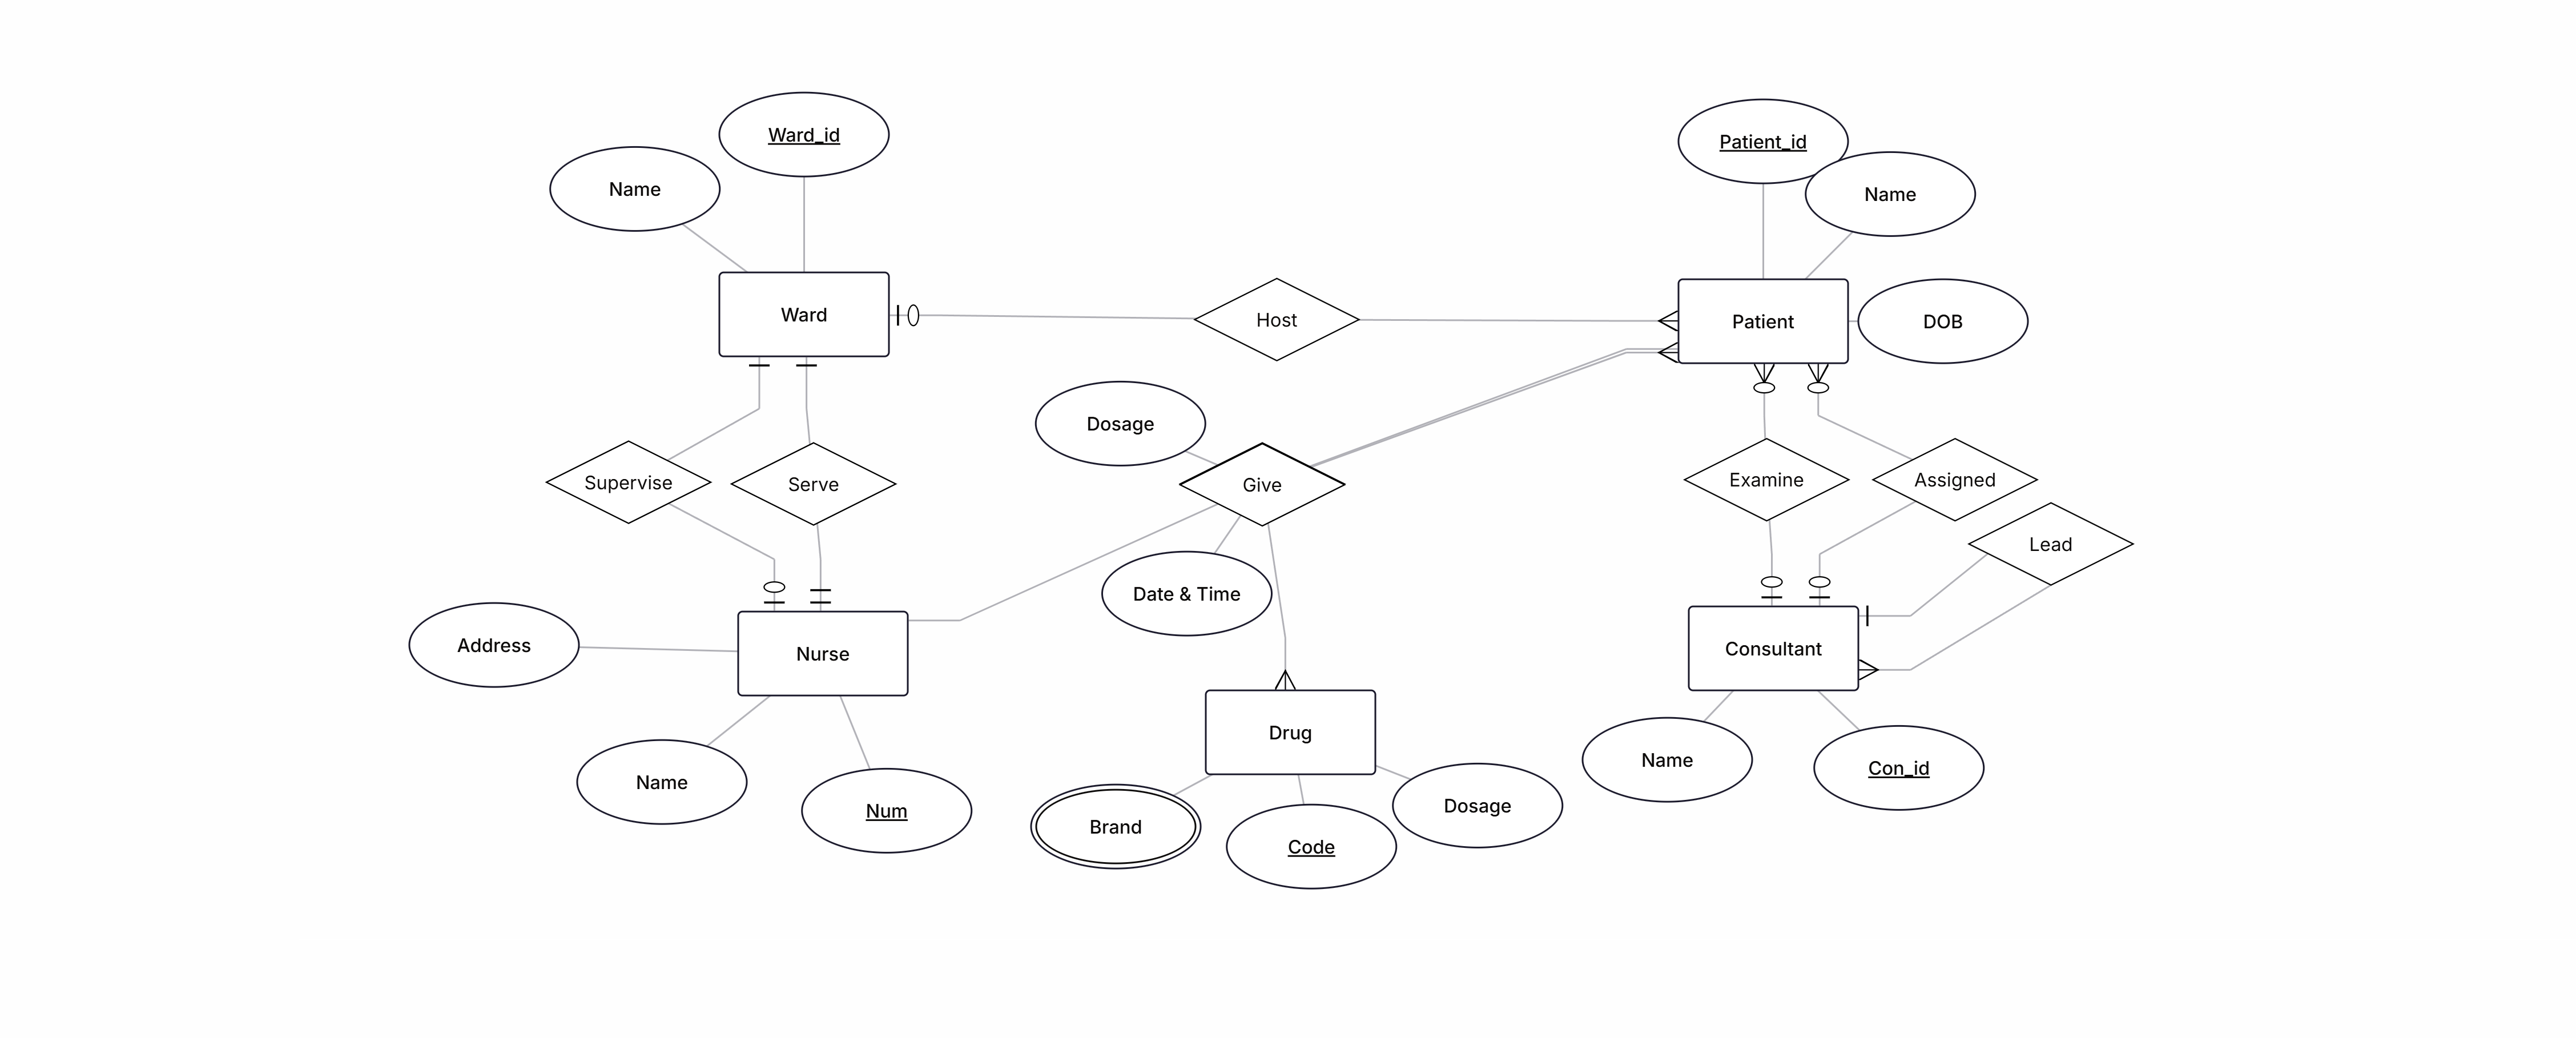 Ward_id
Patient_id
Name
Name
Ward
Host
Patient
DOB
Dosage
Supervise
Serve
Give
Examine
Assigned
Lead
Date & Time
Address
Nurse
Consultant
Drug
Name
Num
Brand
Code
Dosage
Name
Con_id